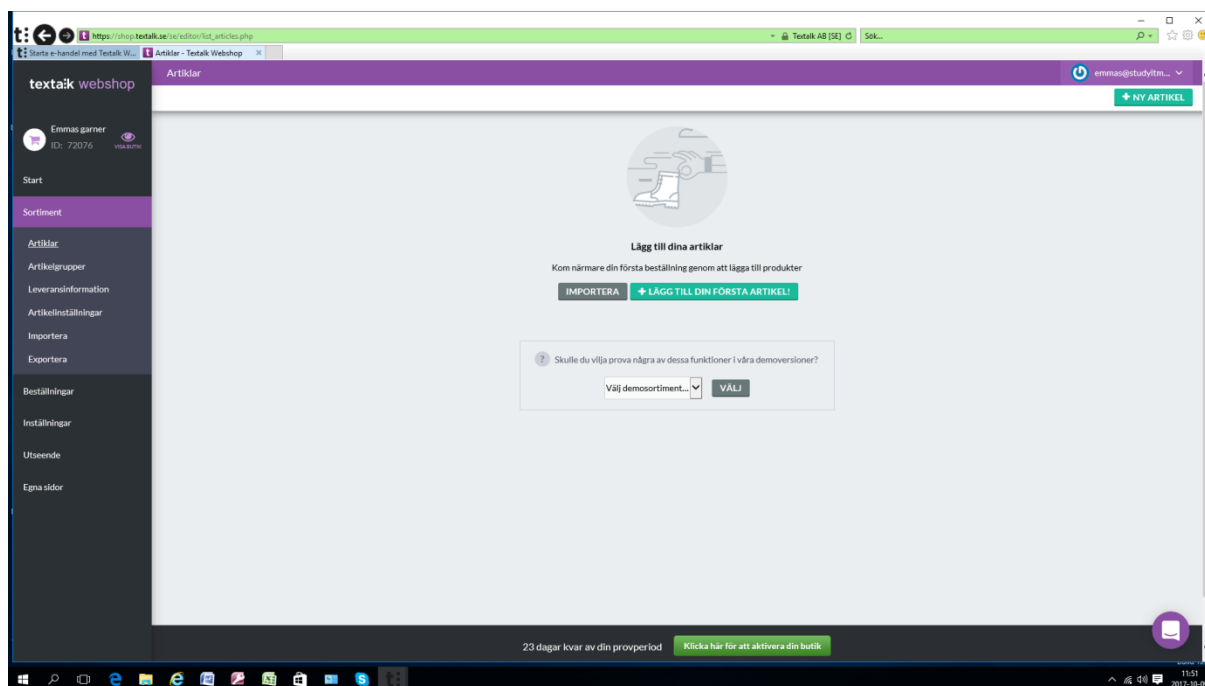 https://shop.textalk.se/se/editor/list_articles.php
Textalk AB [SE]
Sök...
Starta e-handel med Textalk W...
Artiklar - Textalk Webshop
textalk webshop
Artiklar
emmas@studyitm...
+ NY ARTIKEL
Emmas garner
ID: 72076
VISA BUTIK
Start
Sortiment
Artiklar
Artikelgrupper
Leveransinformation
Artikelinställningar
Importera
Exportera
Beställningar
Inställningar
Utseende
Egna sidor
Lägg till dina artiklar
Kom närmare din första beställning genom att lägga till produkter
IMPORTERA
+ LÄGG TILL DIN FÖRSTA ARTIKEL!
? Skulle du vilja prova några av dessa funktioner i våra demoversioner?
Välj demosortiment...
VÄLJ
23 dagar kvar av din provperiod
Klicka här för att aktivera din butik
11:51